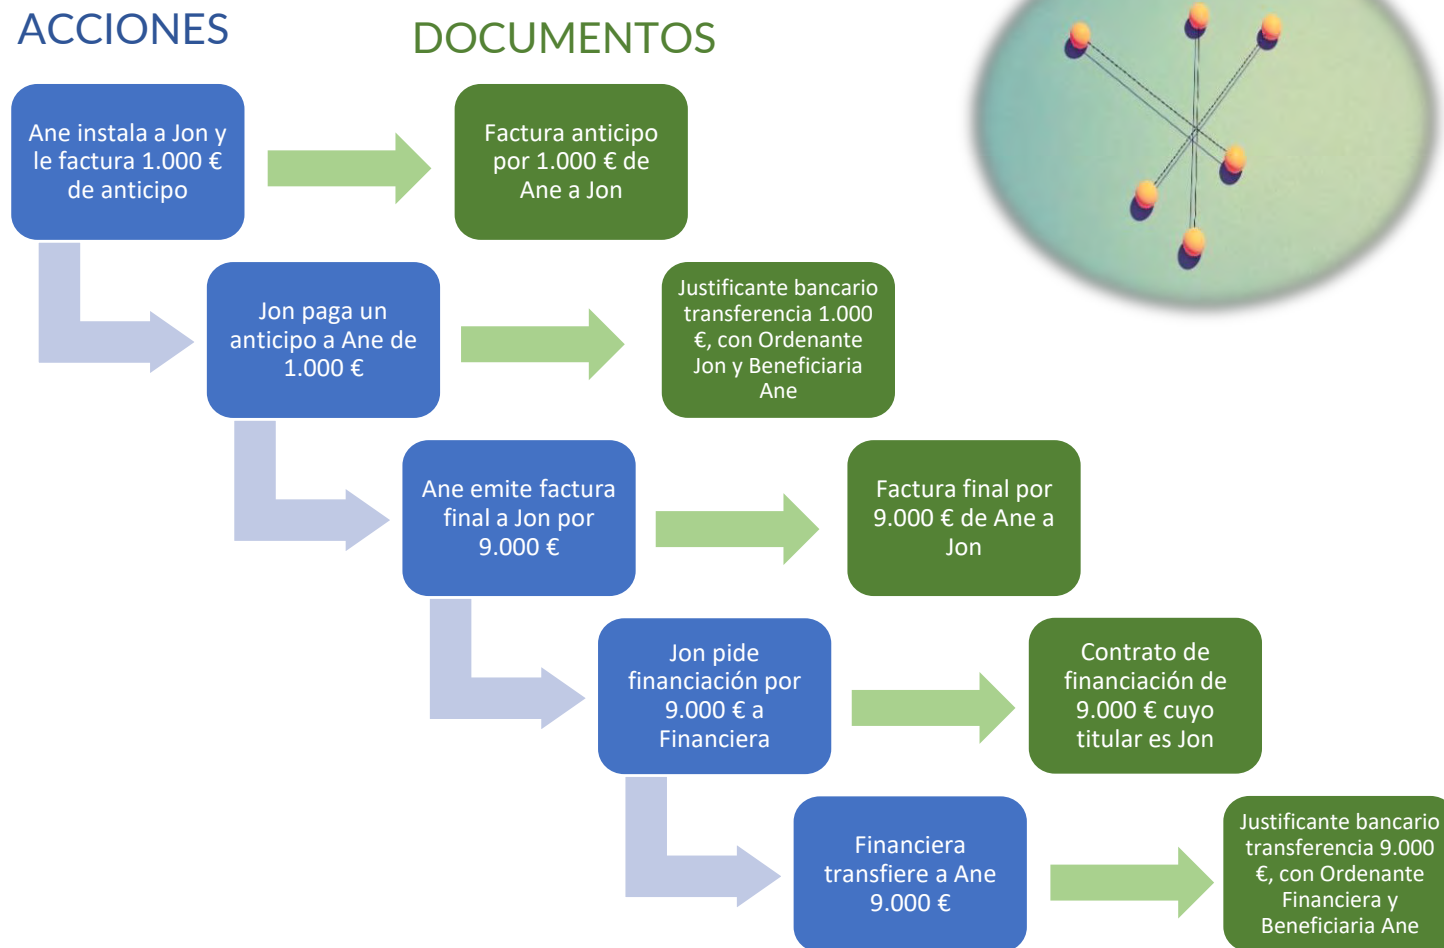 ACCIONES
DOCUMENTOS
Ane instala a Jon y
le factura 1.000 €
de anticipo
Factura anticipo
por 1.000 € de
Ane a Jon
Jon paga un
anticipo a Ane de
1.000 €
Justificante bancario
transferencia 1.000
€, con Ordenante
Jon y Beneficiaria
Ane
Ane emite factura
final a Jon por
9.000 €
Factura final por
9.000 € de Ane a
Jon
Jon pide
financiación por
9.000 € a
Financiera
Contrato de
financiación de
9.000 € cuyo
titular es Jon
Financiera
transfiere a Ane
9.000 €
Justificante bancario
transferencia 9.000
€, con Ordenante
Financiera y
Beneficiaria Ane